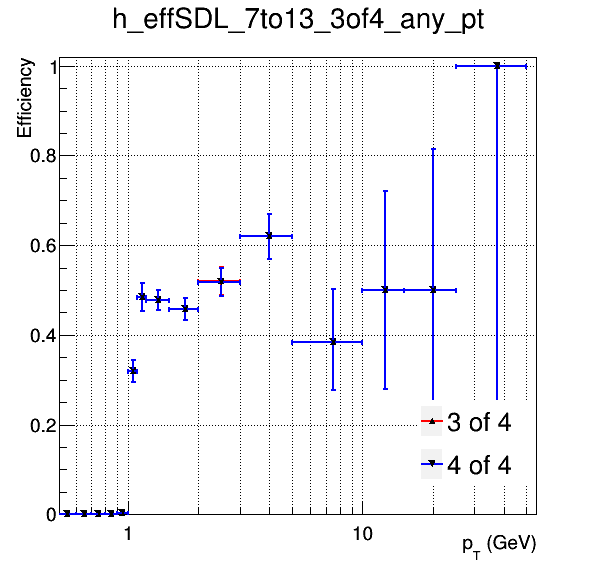 h_effSDL_7to13_3of4_any_pt
Efficiency
1
0.8
0.6
0.4
0.2
0
1
10
p_T (GeV)
3 of 4
4 of 4